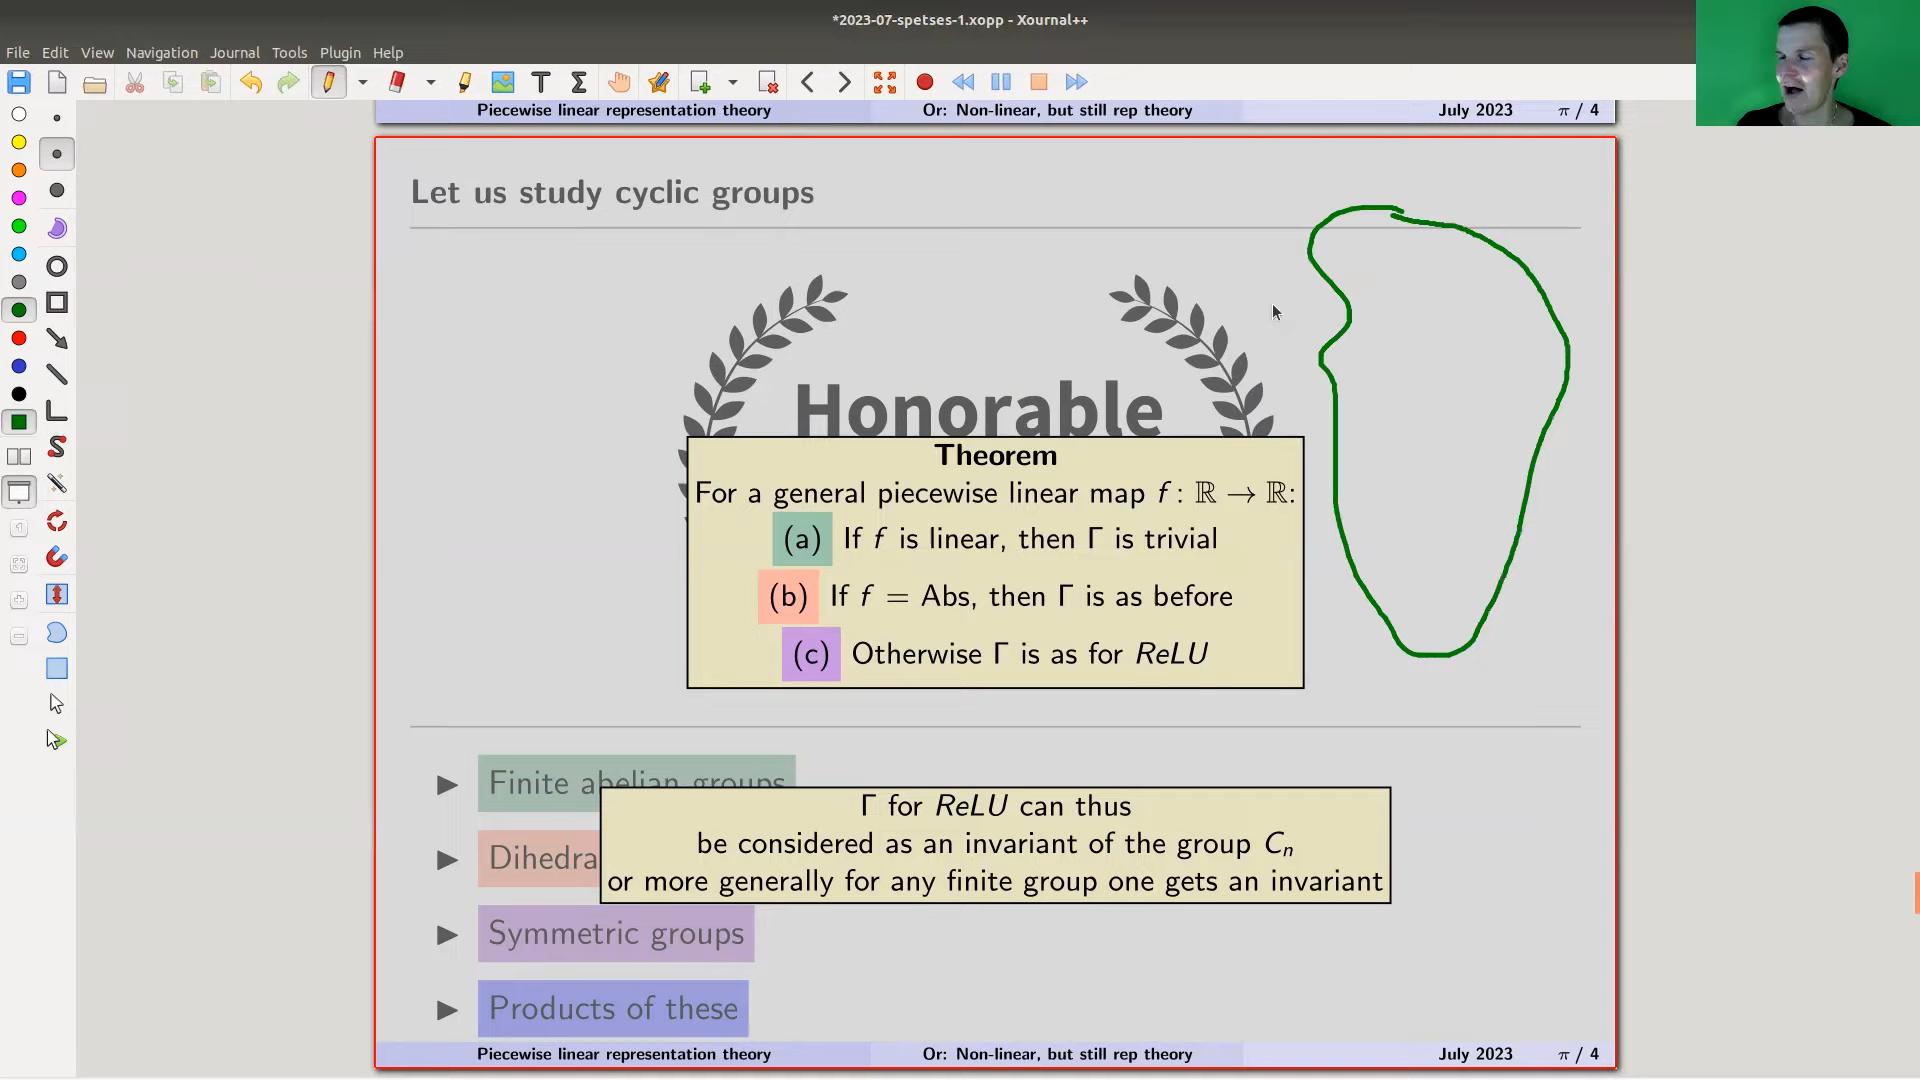 *2023-07-spetses-1.xopp - Xournal++
File Edit View Navigation Journal Tools Plugin Help
Piecewise linear representation theory Or: Non-linear, but still rep theory July 2023 π / 4
Let us study cyclic groups
Honorable
Theorem
For a general piecewise linear map f : ℝ → ℝ:
(a) If f is linear, then Γ is trivial
(b) If f = Abs, then Γ is as before
(c) Otherwise Γ is as for ReLU
► Finite abelian groups
Γ for ReLU can thus
be considered as an invariant of the group Cₙ
► Dihedra
or more generally for any finite group one gets an invariant
► Symmetric groups
► Products of these
Piecewise linear representation theory Or: Non-linear, but still rep theory July 2023 π / 4